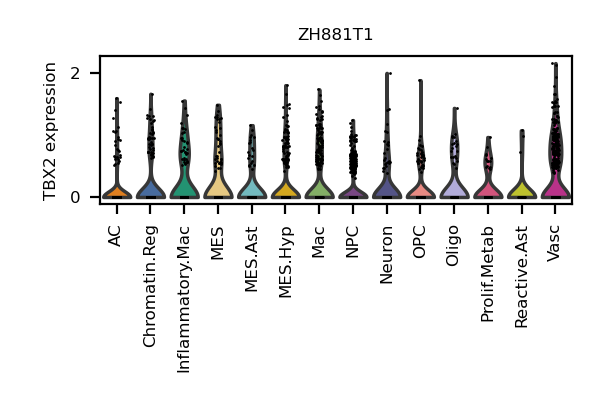 ZH881T1
TBX2 expression
2
0
AC
Chromatin.Reg
Inflammatory.Mac
MES
MES.Ast
MES.Hyp
Mac
NPC
Neuron
OPC
Oligo
Prolif.Metab
Reactive.Ast
Vasc